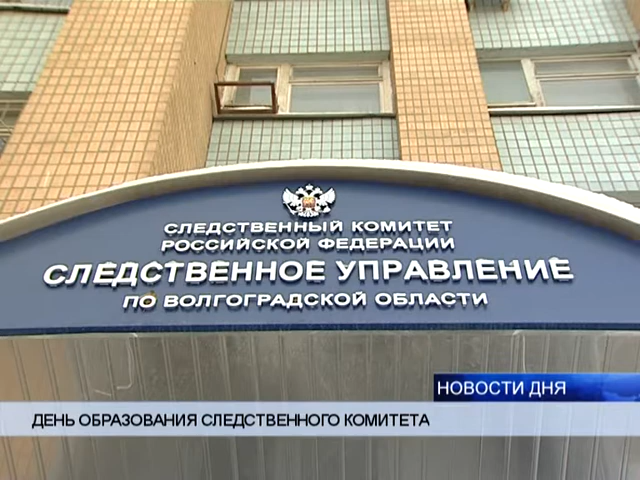 СЛЕДСТВЕННЫЙ КОМИТЕТ
РОССИЙСКОЙ ФЕДЕРАЦИИ
СЛЕДСТВЕННОЕ УПРАВЛЕНИЕ
ПО ВОЛГОГРАДСКОЙ ОБЛАСТИ
НОВОСТИ ДНЯ
ДЕНЬ ОБРАЗОВАНИЯ СЛЕДСТВЕННОГО КОМИТЕТА